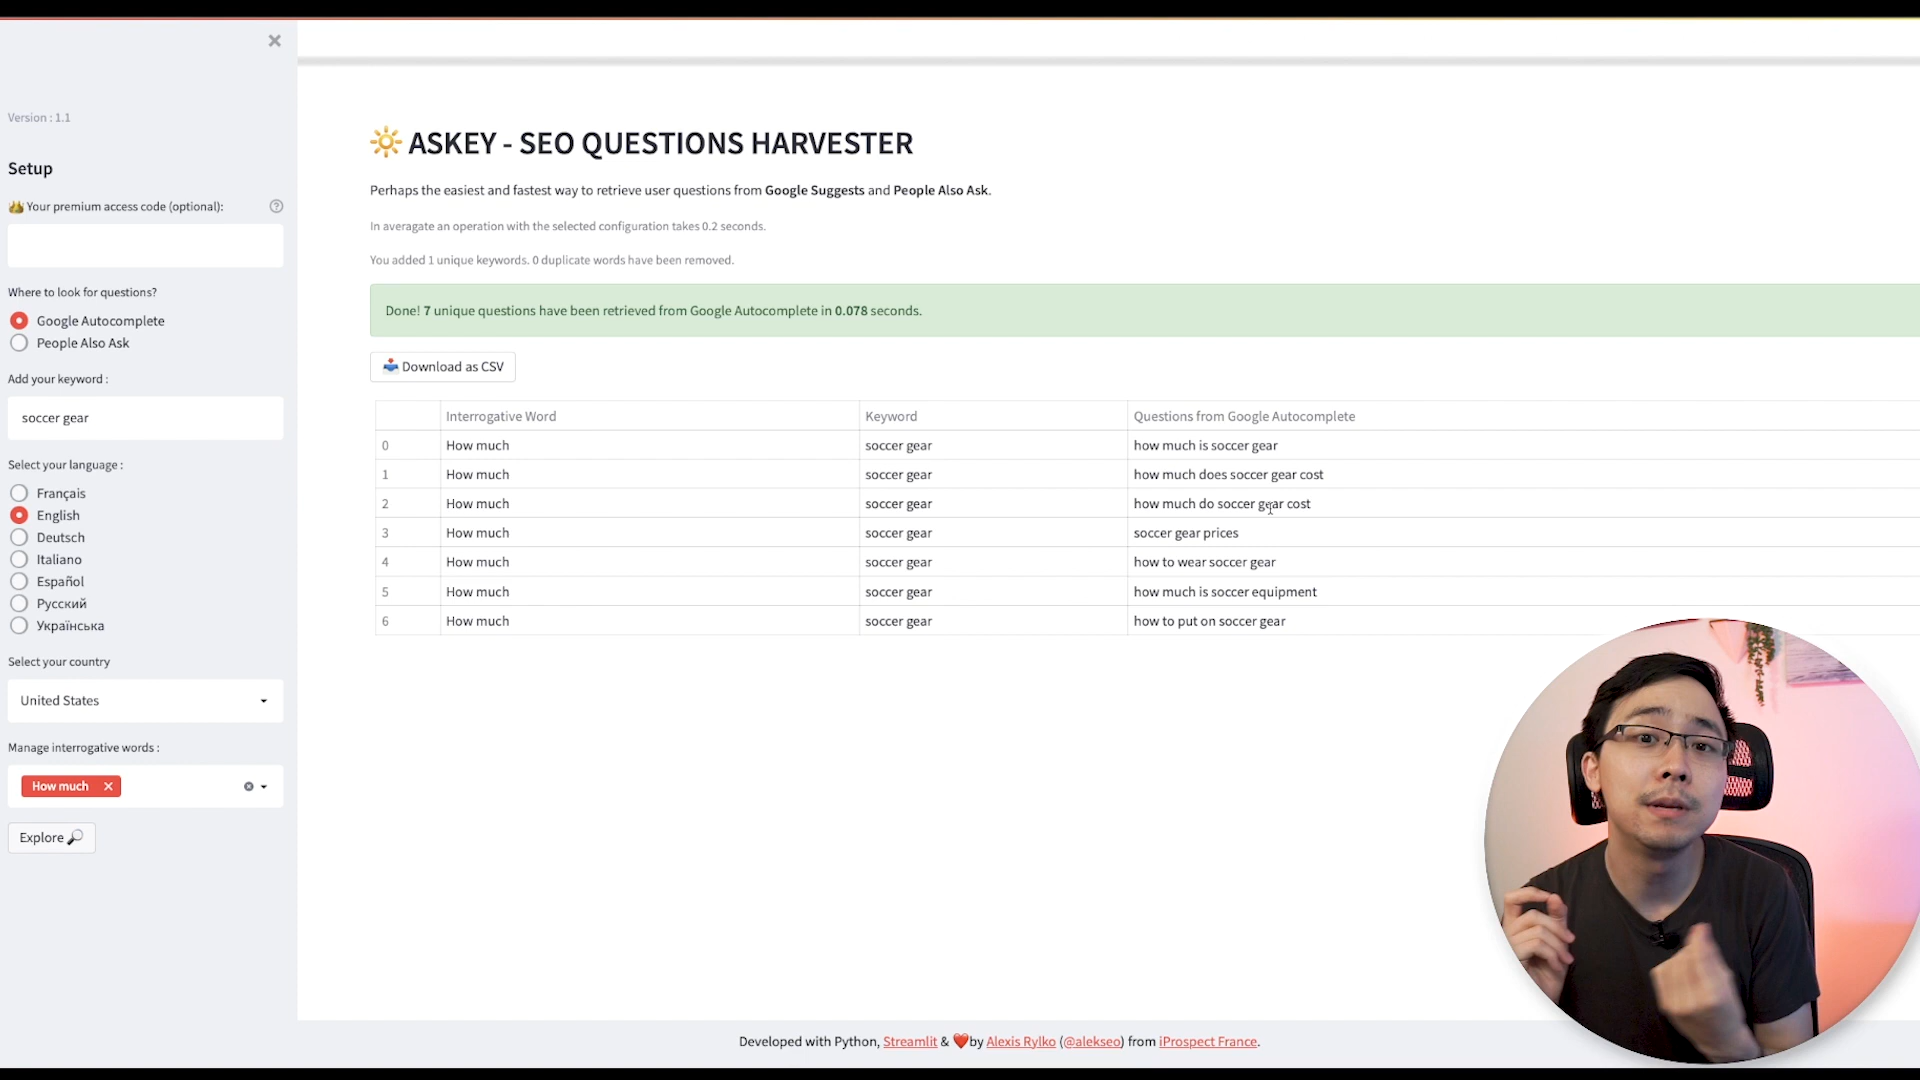 Version : 1.1
Setup
Your premium access code (optional):
Where to look for questions?
Google Autocomplete
People Also Ask
Add your keyword :
soccer gear
Select your language :
Français
English
Deutsch
Italiano
Español
Русский
Українська
Select your country
United States
Manage interrogative words :
How much
Explore
ASKEY - SEO QUESTIONS HARVESTER
Perhaps the easiest and fastest way to retrieve user questions from Google Suggests and People Also Ask.
In averagate an operation with the selected configuration takes 0.2 seconds.
You added 1 unique keywords. 0 duplicate words have been removed.
Done! 7 unique questions have been retrieved from Google Autocomplete in 0.078 seconds.
Download as CSV
Interrogative Word Keyword Questions from Google Autocomplete
0 How much soccer gear how much is soccer gear
1 How much soccer gear how much does soccer gear cost
2 How much soccer gear how much do soccer gear cost
3 How much soccer gear soccer gear prices
4 How much soccer gear how to wear soccer gear
5 How much soccer gear how much is soccer equipment
6 How much soccer gear how to put on soccer gear
Developed with Python, Streamlit & ❤️by Alexis Rylko (@alekseo) from iProspect France.